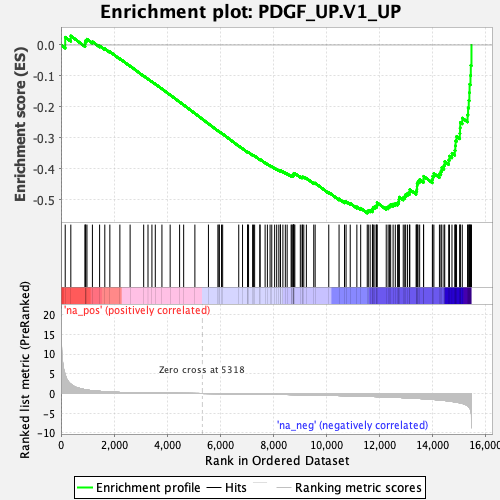 Enrichment plot: PDGF_UP.V1_UP
Enrichment score (ES)
0.0
-0.1
-0.2
-0.3
-0.4
-0.5
'na_pos' (positively correlated)
Ranked list metric (PreRanked)
20
15
10
5
0
-5
-10
Zero cross at 5318
'na_neg' (negatively correlated)
0 2,000 4,000 6,000 8,000 10,000 12,000 14,000 16,000
Rank in Ordered Dataset
Enrichment profile Hits Ranking metric scores